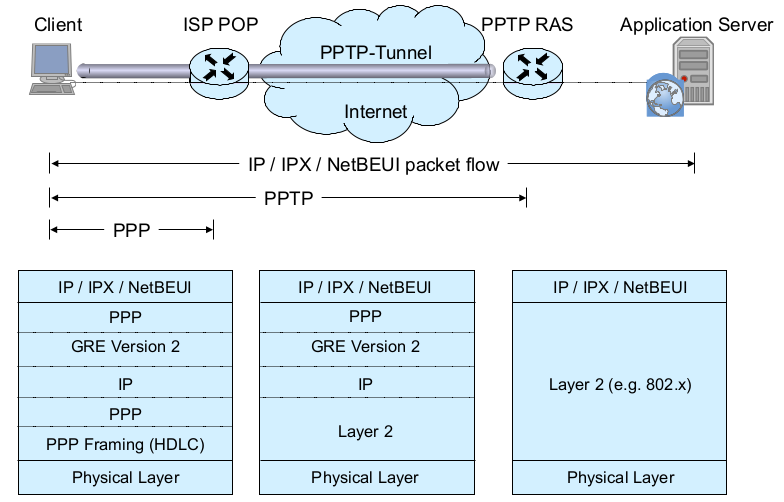 Client
ISP POP
PPTP RAS
Application Server
PPTP-Tunnel
Internet
IP / IPX / NetBEUI packet flow
PPTP
PPP
IP / IPX / NetBEUI
PPP
GRE Version 2
IP
PPP
PPP Framing (HDLC)
Physical Layer
IP / IPX / NetBEUI
PPP
GRE Version 2
IP
Layer 2
Physical Layer
IP / IPX / NetBEUI
Layer 2 (e.g. 802.x)
Physical Layer